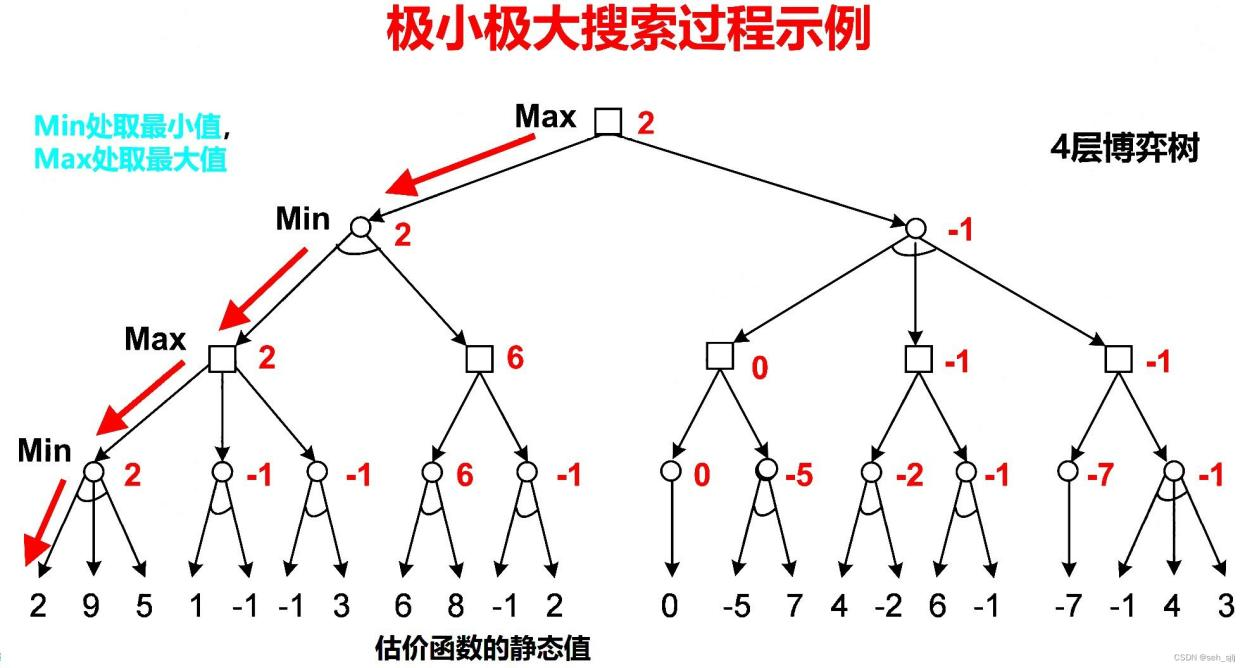 极小极大搜索过程示例
Min处取最小值,
Max处取最大值
4层博弈树
Max 2
Min 2 -1
Max 2 6 0 -1 -1
Min 2 -1 -1 6 -1 0 -5 -2 -1 -7 -1
2 9 5 1 -1 -1 3 6 8 -1 2 0 -5 7 4 -2 6 -1 -7 -1 4 3
估价函数的静态值
CSDN @seh_sjlj